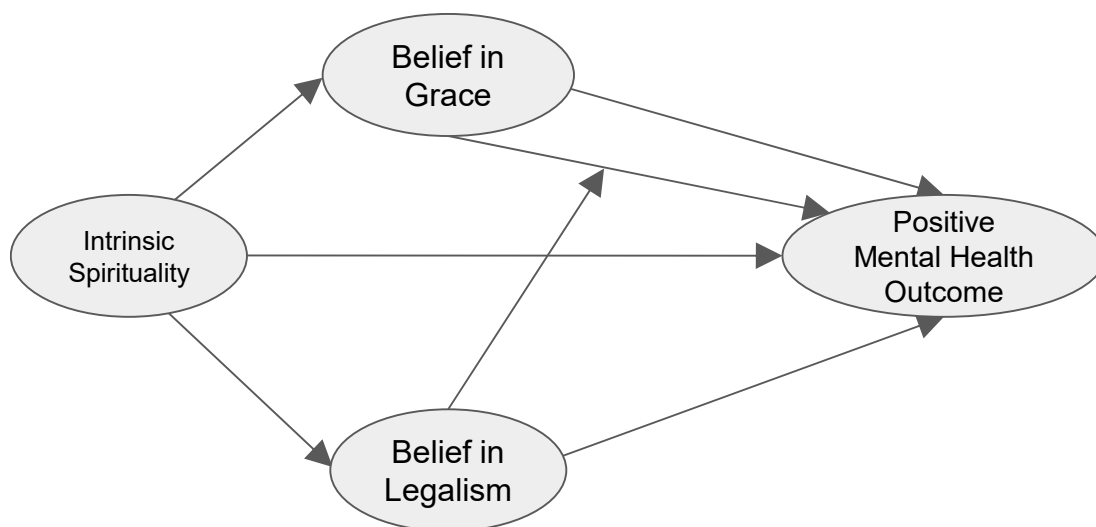 Belief in
Grace
Intrinsic
Spirituality
Positive
Mental Health
Outcome
Belief in
Legalism